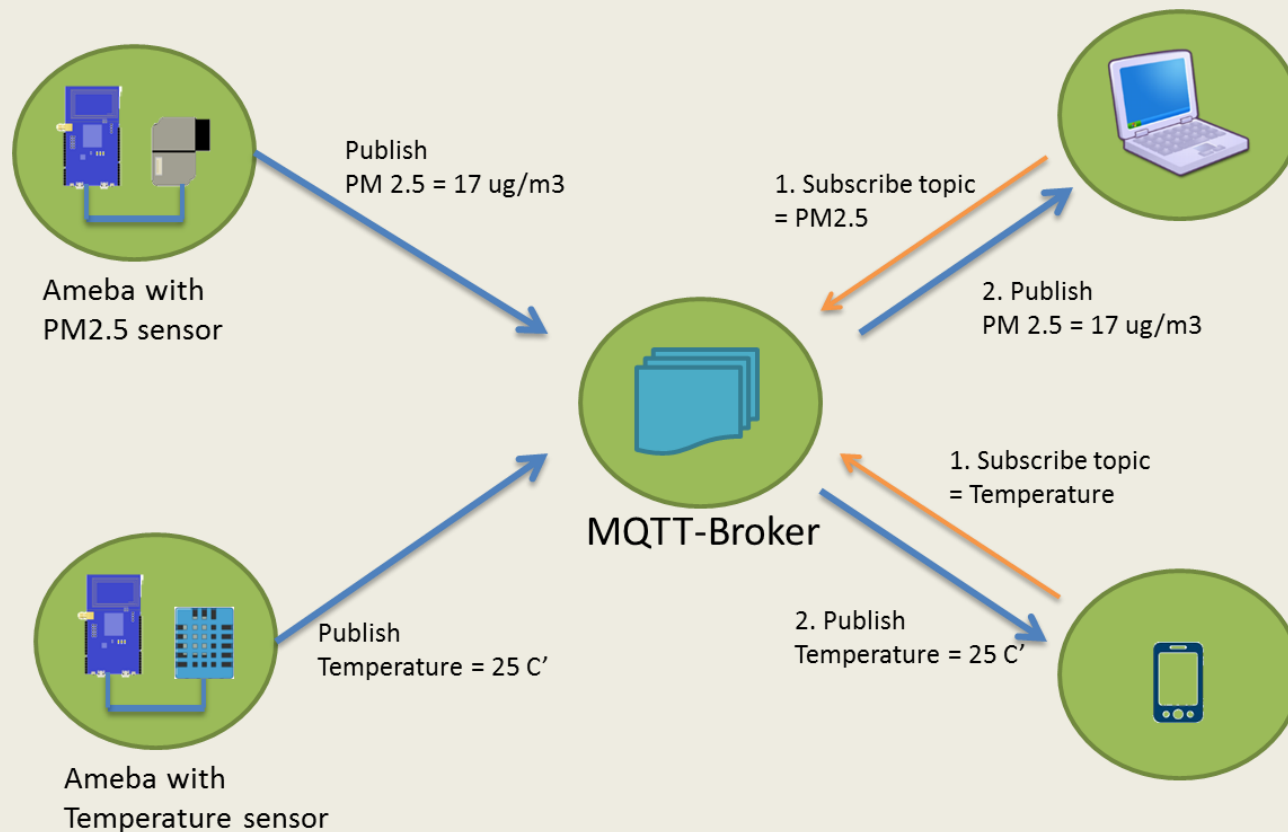 Publish
PM 2.5 = 17 ug/m3
Ameba with
PM2.5 sensor
1. Subscribe topic
= PM2.5
2. Publish
PM 2.5 = 17 ug/m3
MQTT-Broker
1. Subscribe topic
= Temperature
2. Publish
Temperature = 25 C’
Publish
Temperature = 25 C’
Ameba with
Temperature sensor